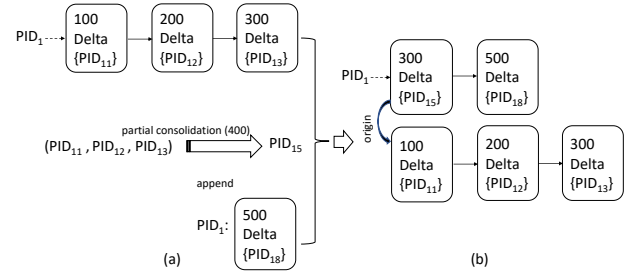 PID1
100
Delta
{PID11}
200
Delta
{PID12}
300
Delta
{PID13}
partial consolidation (400)
(PID11 , PID12 , PID13)
PID15
append
PID1:
500
Delta
{PID18}
(a)
PID1
300
Delta
{PID15}
500
Delta
{PID18}
origin
100
Delta
{PID11}
200
Delta
{PID12}
300
Delta
{PID13}
(b)